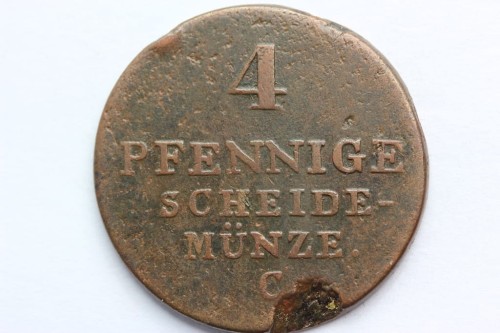 4
PFENNIGE
SCHEIDE-
MÜNZE.
C